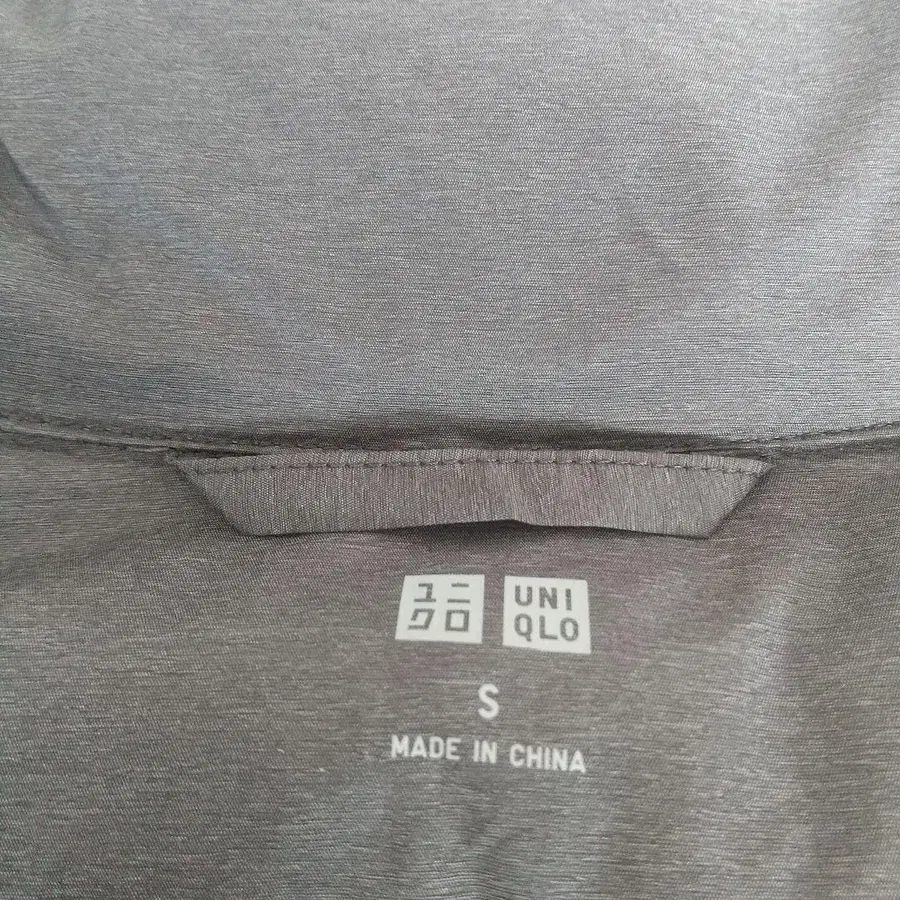 ユニ
クロ
UNI
QLO
S
MADE IN CHINA